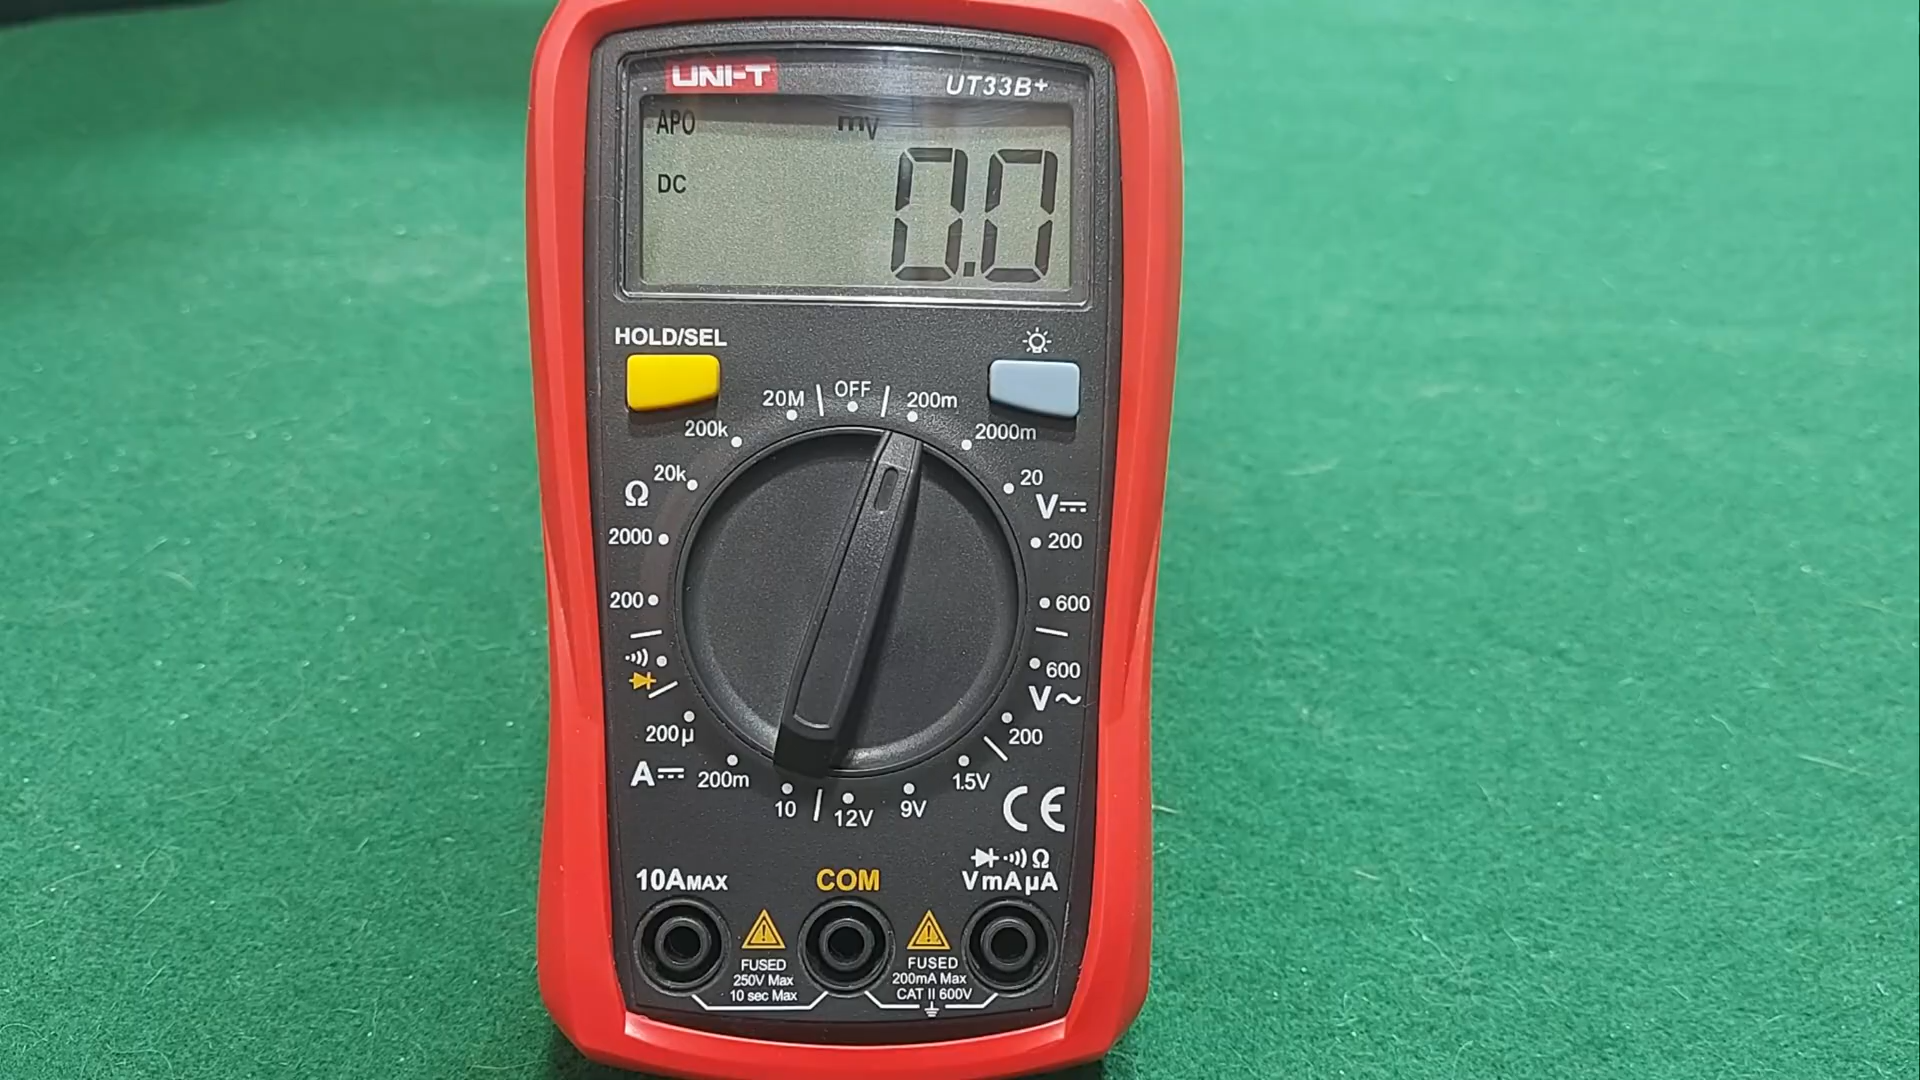 UNI-T
UT33B+
APO mV
DC
0.0
HOLD/SEL
20M OFF 200m
200k 2000m
20k 20
Ω V⎓
2000 200
200 600
600
V~
200μ 200
A⎓ 200m 1.5V
10 12V 9V
CE
Ω
10AMAX COM VmAμA
FUSED
250V Max
10 sec Max
FUSED
200mA Max
CAT II 600V